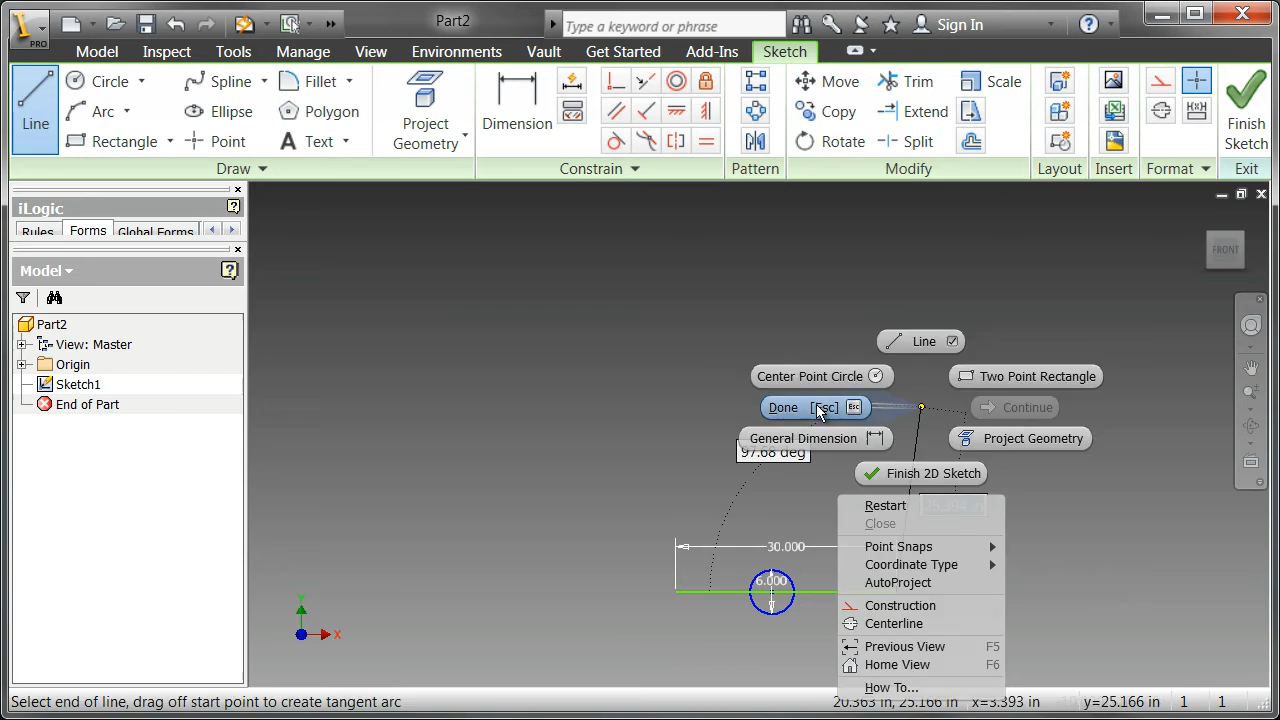 PRO
Part2
Type a keyword or phrase
Sign In
Model Inspect Tools Manage View Environments Vault Get Started Add-Ins Sketch
Line
Circle
Arc
Rectangle
Spline
Ellipse
Point
Fillet
Polygon
Text
Project
Geometry
Dimension
Move
Copy
Rotate
Trim
Extend
Split
Scale
Finish
Sketch
Draw
Constrain
Pattern
Modify
Layout
Insert
Format
Exit
iLogic
Rules Forms Global Forms
Model
Part2
View: Master
Origin
Sketch1
End of Part
FRONT
Line
Center Point Circle
Two Point Rectangle
Done [Esc] Esc
Continue
General Dimension
Project Geometry
97.68 deg
Finish 2D Sketch
Restart
Close
Point Snaps
Coordinate Type
AutoProject
Construction
Centerline
Previous View F5
Home View F6
How To...
30.000
6.000
Y
X
Select end of line, drag off start point to create tangent arc
20.363 in, 25.166 in x=3.393 in y=25.166 in 1 1